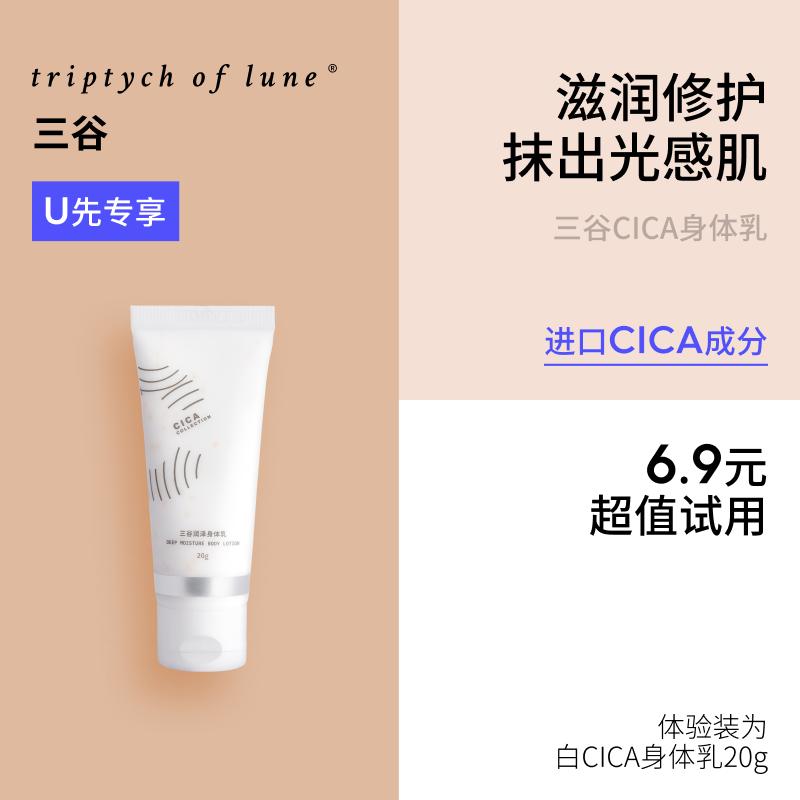 triptych of lune®
三谷
U先专享
滋润修护
抹出光感肌
三谷CICA身体乳
进口CICA成分
CICA
COLLECTION
三谷润泽身体乳
DEEP MOISTURE BODY LOTION
20g
6.9元
超值试用
体验装为
白CICA身体乳20g